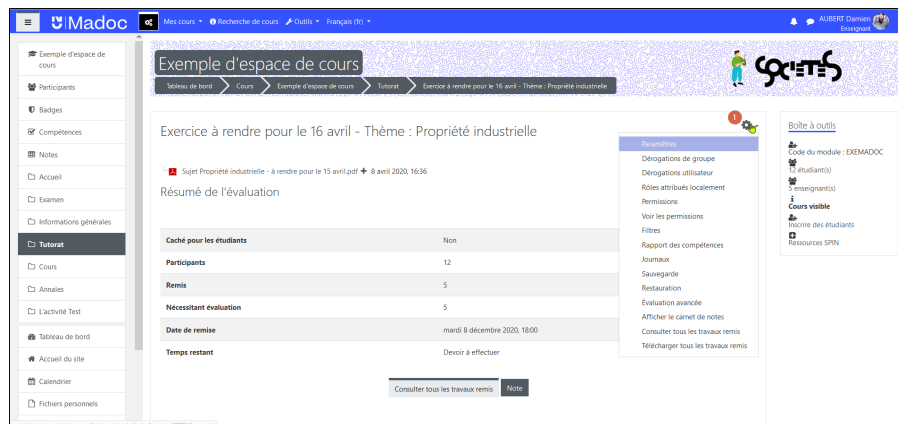 Madoc
Mes cours
Recherche de cours
Outils
Français (fr)
AUBERT Damien
Enseignant
Exemple d'espace de
cours
Participants
Badges
Compétences
Notes
Accueil
Examen
Informations générales
Tutorat
Cours
Annales
L'activité Test
Tableau de bord
Accueil du site
Calendrier
Fichiers personnels
Exemple d'espace de cours
Tableau de bord
Cours
Exemple d'espace de cours
Tutorat
Exercice à rendre pour le 16 avril - Thème : Propriété industrielle
SOCIÉTÉS
Exercice à rendre pour le 16 avril - Thème : Propriété industrielle
Sujet Propriété industrielle - à rendre pour le 15 avril.pdf
8 avril 2020, 16:36
Résumé de l'évaluation
Caché pour les étudiants Non
Participants 12
Remis 5
Nécessitant évaluation 5
Date de remise mardi 8 décembre 2020, 18:00
Temps restant Devoir à effectuer
Consulter tous les travaux remis
Note
1
Paramètres
Dérogations de groupe
Dérogations utilisateur
Rôles attribués localement
Permissions
Voir les permissions
Filtres
Rapport des compétences
Journaux
Sauvegarde
Restauration
Évaluation avancée
Afficher le carnet de notes
Consulter tous les travaux remis
Télécharger tous les travaux remis
Boîte à outils
Code du module : EXEMADOC
12 étudiant(s)
5 enseignant(s)
Cours visible
Inscrire des étudiants
Ressources SPIN